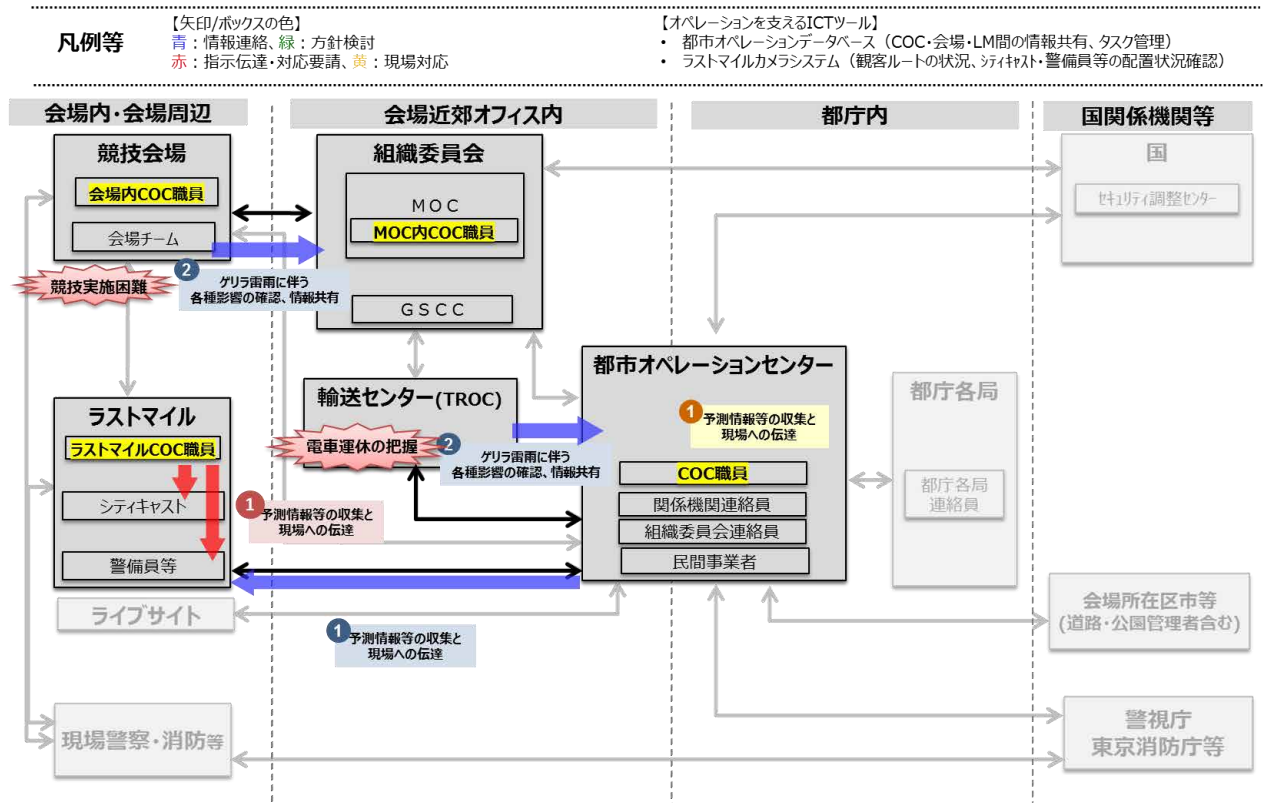 凡例等
【矢印/ボックスの色】
青：情報連絡、緑：方針検討
赤：指示伝達・対応要請、黄：現場対応
【オペレーションを支えるICTツール】
• 都市オペレーションデータベース（COC・会場・LM間の情報共有、タスク管理）
• ラストマイルカメラシステム（観客ルートの状況、シティキャスト・警備員等の配置状況確認）
会場内・会場周辺
会場近郊オフィス内
都庁内
国関係機関等
競技会場
会場内COC職員
会場チーム
競技実施困難
2
ゲリラ雷雨に伴う
各種影響の確認、情報共有
組織委員会
ＭＯＣ
MOC内COC職員
ＧＳＣＣ
国
セキュリティ調整センター
ラストマイル
ラストマイルCOC職員
シティキャスト
警備員等
1
予測情報等の収集と
現場への伝達
輸送センター(TROC)
電車運休の把握
2
ゲリラ雷雨に伴う
各種影響の確認、情報共有
都市オペレーションセンター
1
予測情報等の収集と
現場への伝達
COC職員
関係機関連絡員
組織委員会連絡員
民間事業者
都庁各局
都庁各局
連絡員
ライブサイト
1
予測情報等の収集と
現場への伝達
会場所在区市等
(道路・公園管理者含む)
現場警察・消防等
警視庁
東京消防庁等